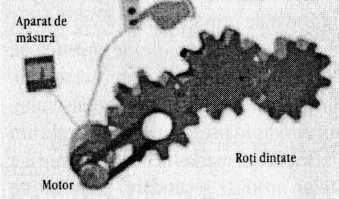 Aparat de
măsură
Roți dințate
Motor